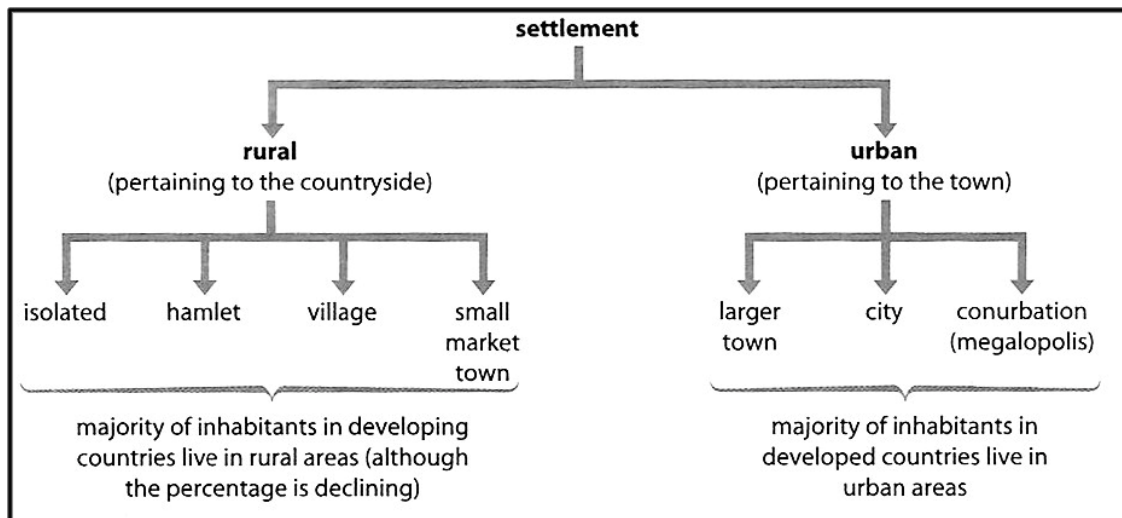 settlement
rural
(pertaining to the countryside)
urban
(pertaining to the town)
isolated
hamlet
village
small
market
town
larger
town
city
conurbation
(megalopolis)
majority of inhabitants in developing
countries live in rural areas (although
the percentage is declining)
majority of inhabitants in
developed countries live in
urban areas